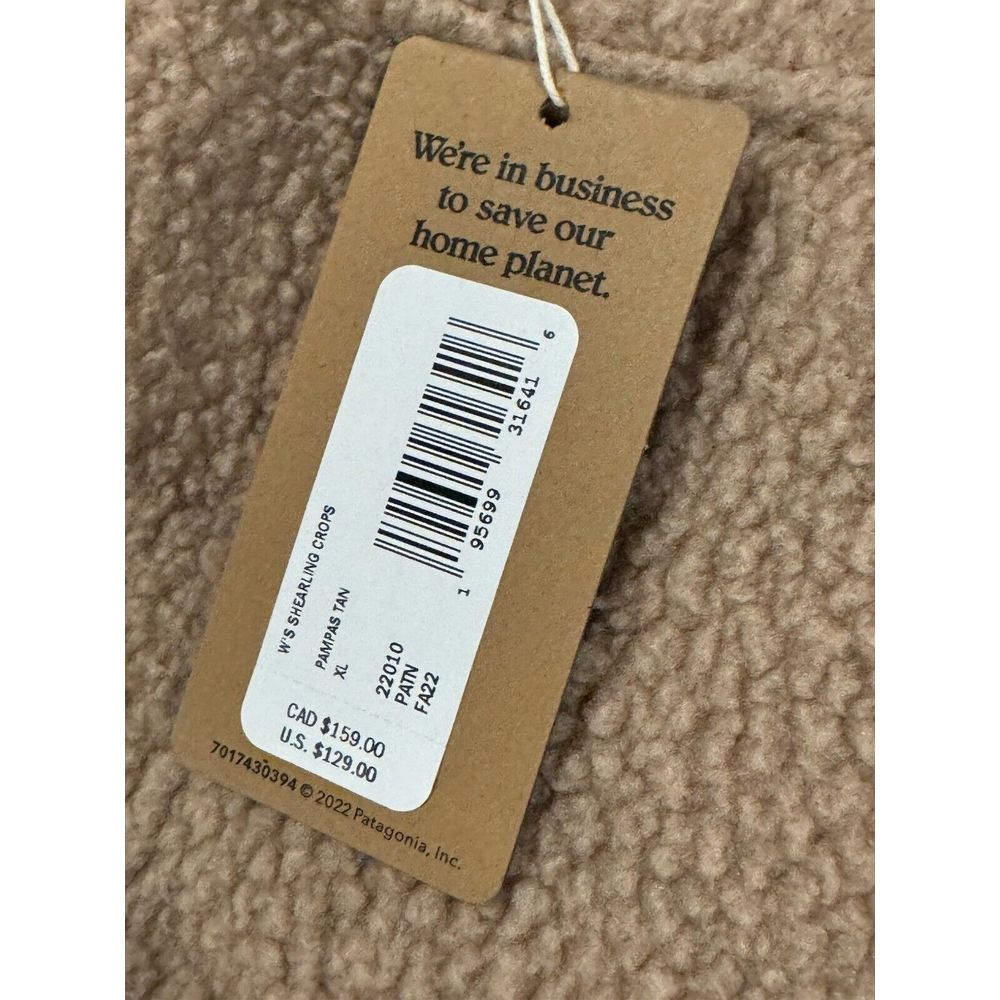 We're in business
to save our
home planet.
1 95699 31641 6
W'S SHEARLING CROPS
PAMPAS TAN
XL
22010
PATN
FA22
CAD $159.00
U.S. $129.00
7017430394 © 2022 Patagonia, Inc.